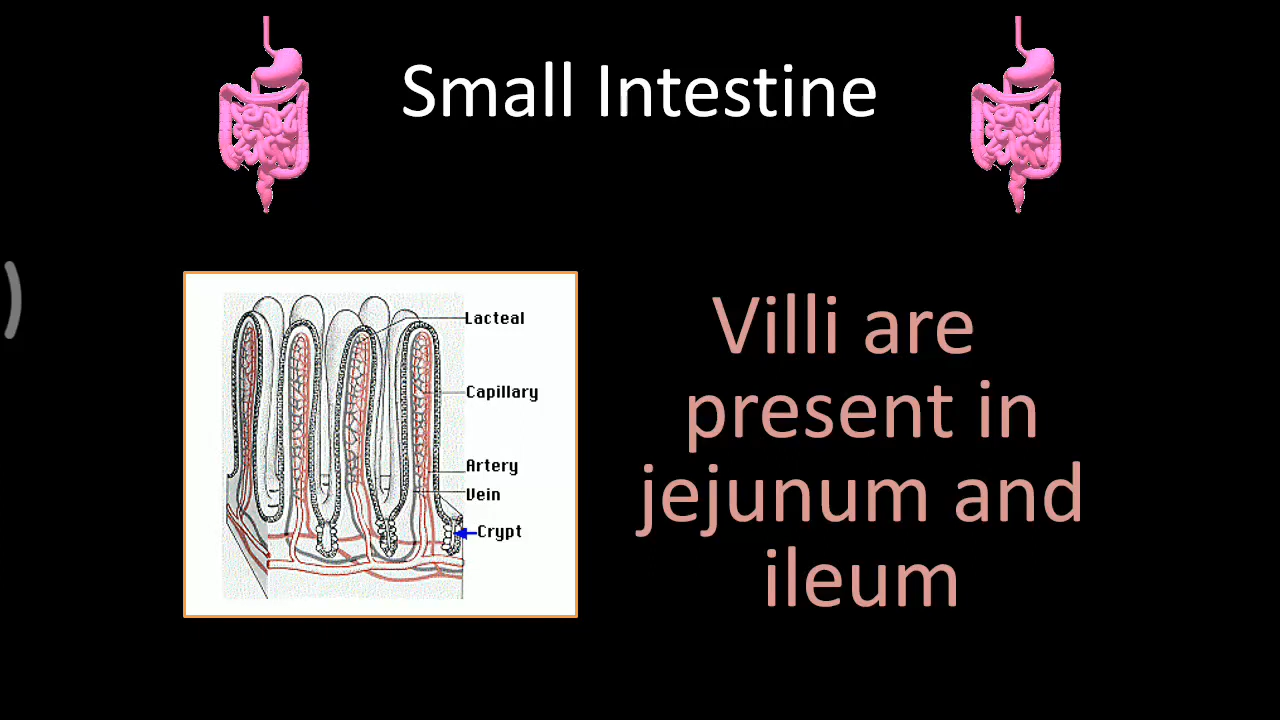 Small Intestine
Lacteal
Capillary
Artery
Vein
Crypt
Villi are
present in
jejunum and
ileum